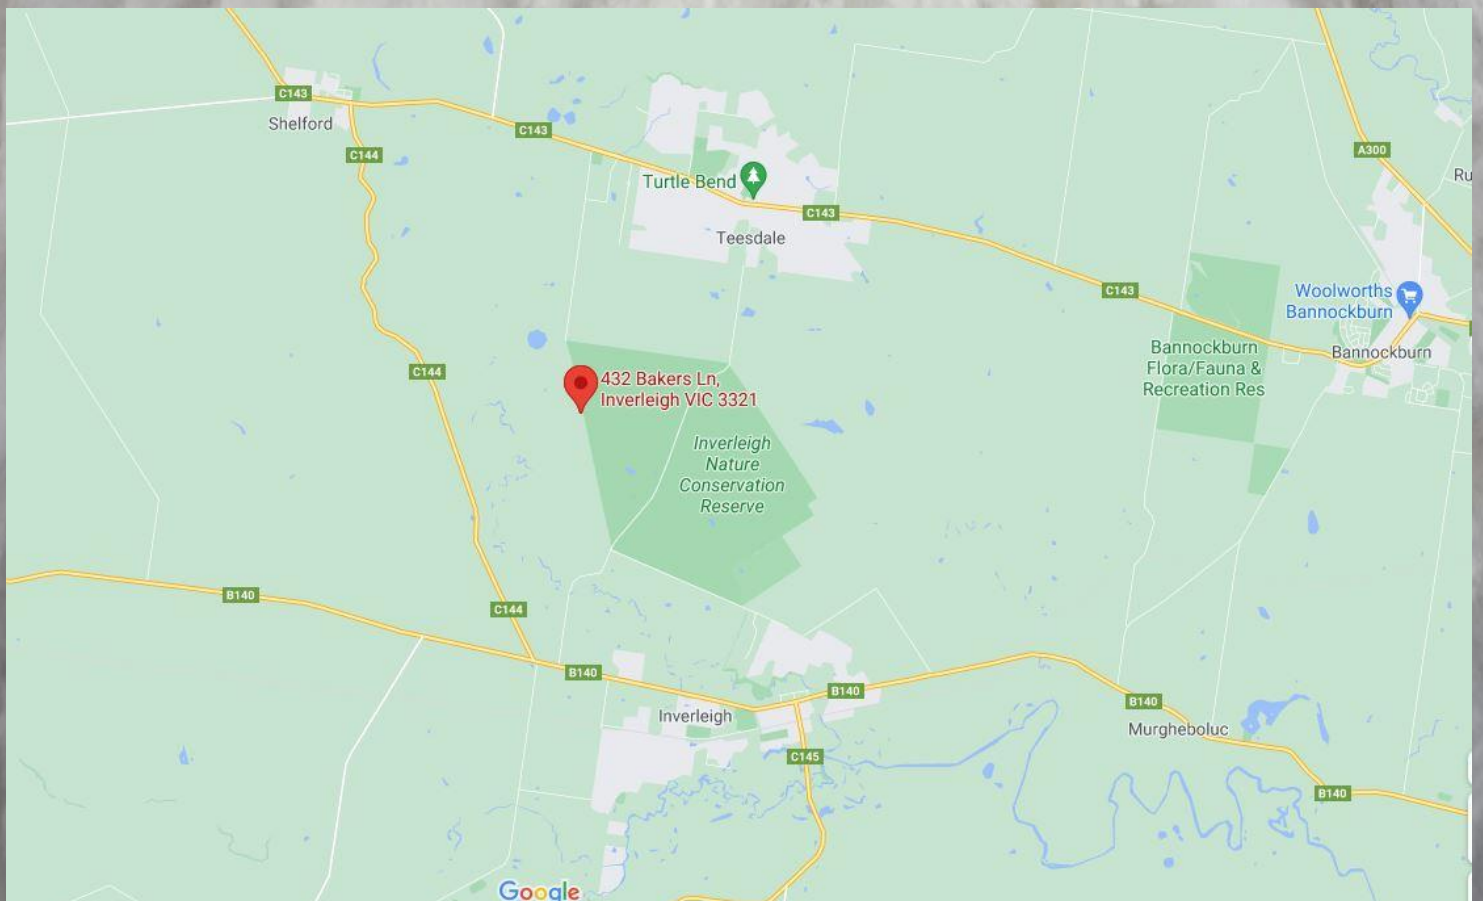 C143
Shelford
C143
C144
A300
Turtle Bend
Ru
C143
Teesdale
C143
Woolworths
Bannockburn
Bannockburn
Flora/Fauna &
Recreation Res
Bannockburn
C144
432 Bakers Ln,
Inverleigh VIC 3321
Inverleigh
Nature
Conservation
Reserve
B140
C144
B140
B140
B140
Inverleigh
Murgheboluc
C145
B140
Google